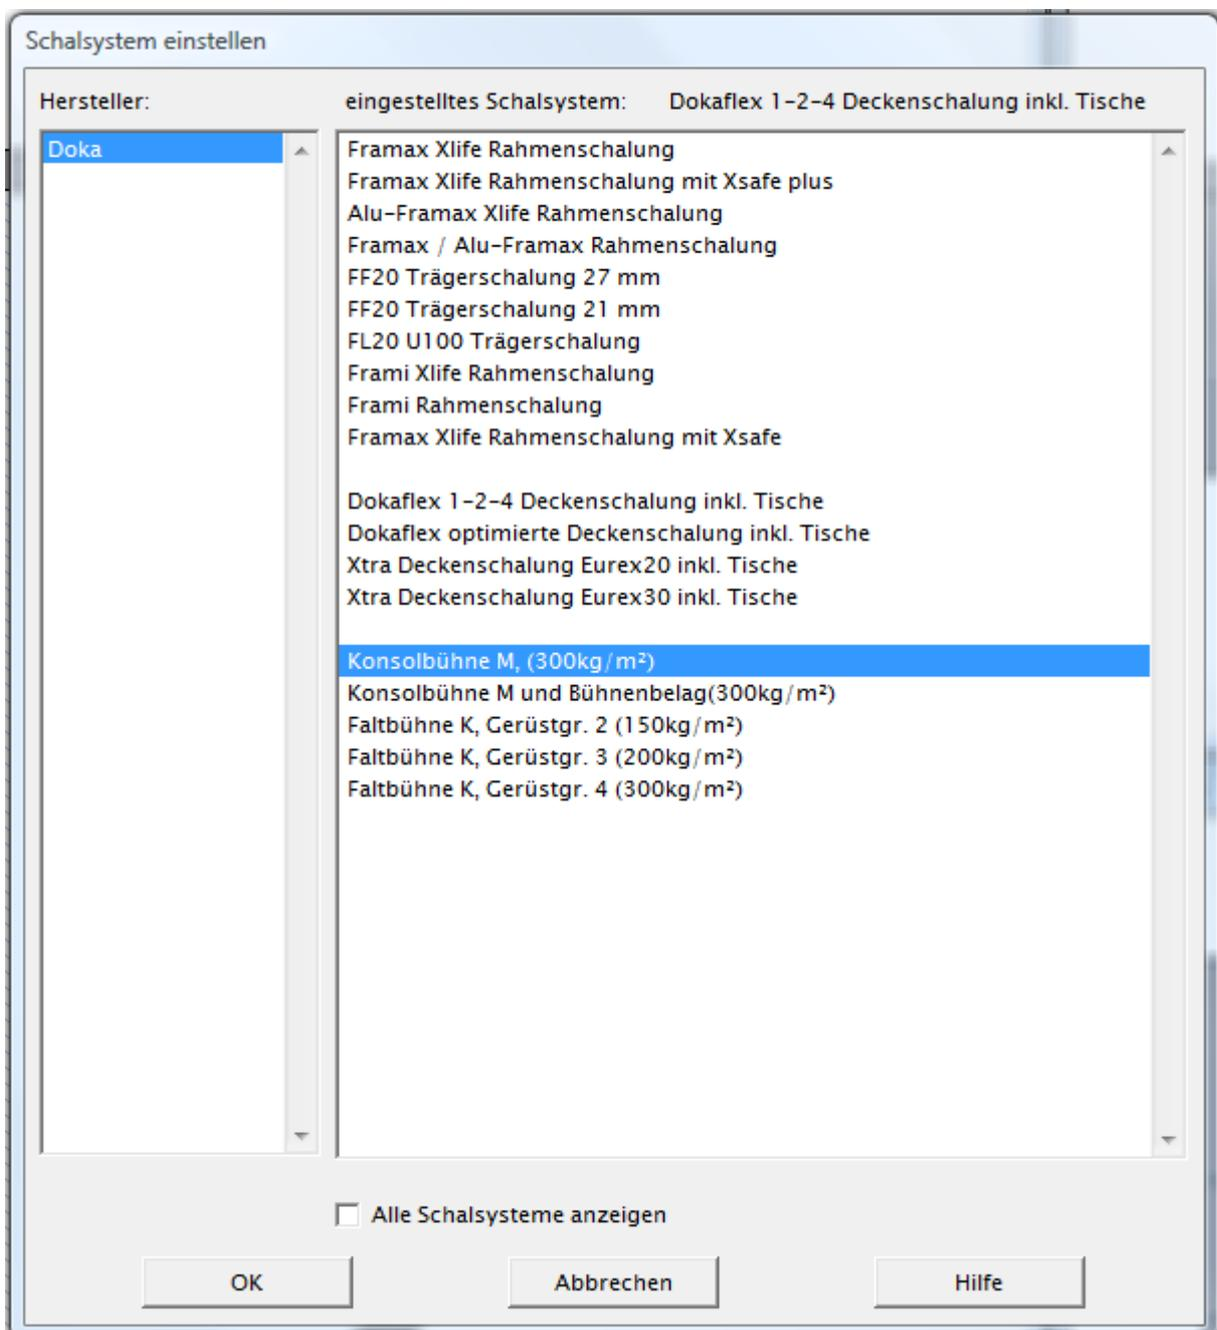 Schalsystem einstellen
Hersteller: eingestelltes Schalsystem: Dokaflex 1-2-4 Deckenschalung inkl. Tische
Doka
Framax Xlife Rahmenschalung
Framax Xlife Rahmenschalung mit Xsafe plus
Alu-Framax Xlife Rahmenschalung
Framax / Alu-Framax Rahmenschalung
FF20 Trägerschalung 27 mm
FF20 Trägerschalung 21 mm
FL20 U100 Trägerschalung
Frami Xlife Rahmenschalung
Frami Rahmenschalung
Framax Xlife Rahmenschalung mit Xsafe
Dokaflex 1-2-4 Deckenschalung inkl. Tische
Dokaflex optimierte Deckenschalung inkl. Tische
Xtra Deckenschalung Eurex20 inkl. Tische
Xtra Deckenschalung Eurex30 inkl. Tische
Konsolbühne M, (300kg/m²)
Konsolbühne M und Bühnenbelag(300kg/m²)
Faltbühne K, Gerüstgr. 2 (150kg/m²)
Faltbühne K, Gerüstgr. 3 (200kg/m²)
Faltbühne K, Gerüstgr. 4 (300kg/m²)
Alle Schalsysteme anzeigen
OK Abbrechen Hilfe